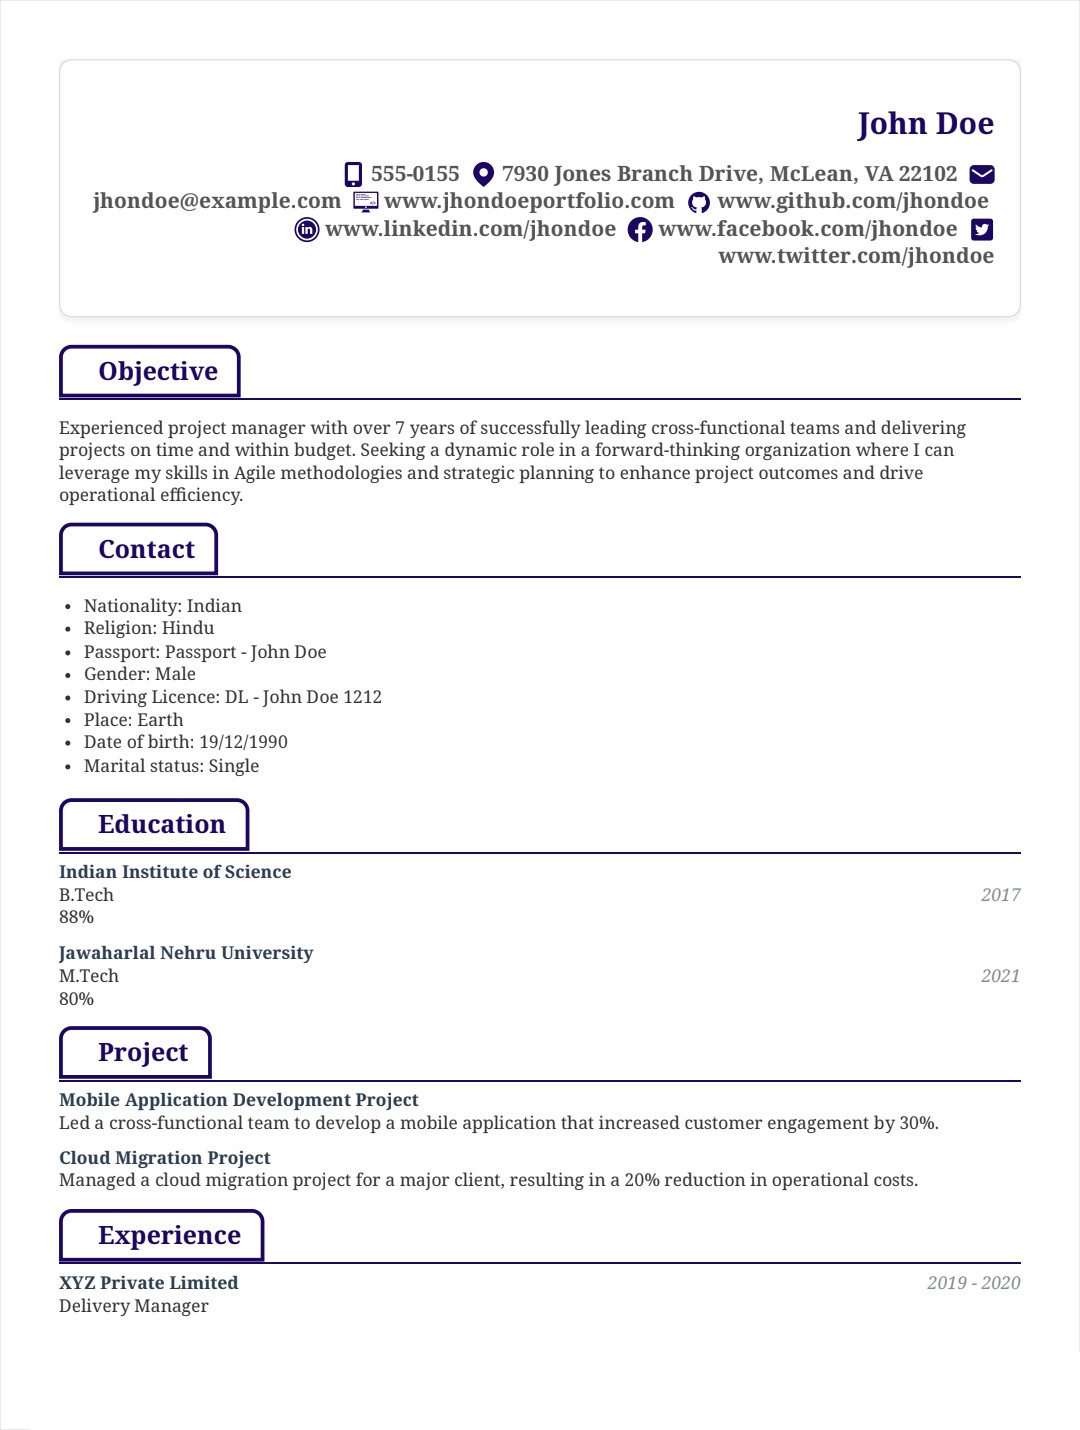 John Doe
555-0155 7930 Jones Branch Drive, McLean, VA 22102
jhondoe@example.com www.jhondoeportfolio.com www.github.com/jhondoe
www.linkedin.com/jhondoe www.facebook.com/jhondoe
www.twitter.com/jhondoe
Objective
Experienced project manager with over 7 years of successfully leading cross-functional teams and delivering
projects on time and within budget. Seeking a dynamic role in a forward-thinking organization where I can
leverage my skills in Agile methodologies and strategic planning to enhance project outcomes and drive
operational efficiency.
Contact
• Nationality: Indian
• Religion: Hindu
• Passport: Passport - John Doe
• Gender: Male
• Driving Licence: DL - John Doe 1212
• Place: Earth
• Date of birth: 19/12/1990
• Marital status: Single
Education
Indian Institute of Science
B.Tech 2017
88%
Jawaharlal Nehru University
M.Tech 2021
80%
Project
Mobile Application Development Project
Led a cross-functional team to develop a mobile application that increased customer engagement by 30%.
Cloud Migration Project
Managed a cloud migration project for a major client, resulting in a 20% reduction in operational costs.
Experience
XYZ Private Limited 2019 - 2020
Delivery Manager